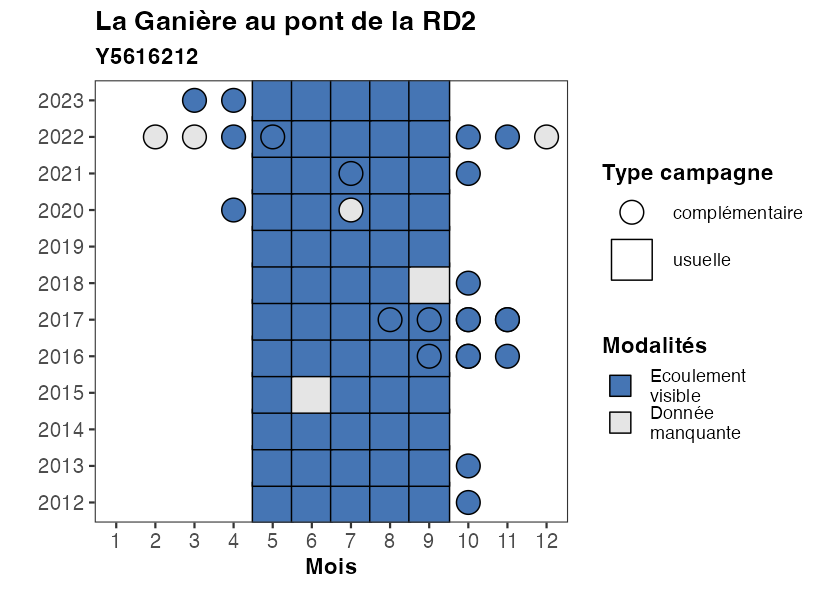 La Ganière au pont de la RD2
Y5616212
2023
2022
2021
2020
2019
2018
2017
2016
2015
2014
2013
2012
1 2 3 4 5 6 7 8 9 10 11 12
Mois
Type campagne
complémentaire
usuelle
Modalités
Ecoulement
visible
Donnée
manquante